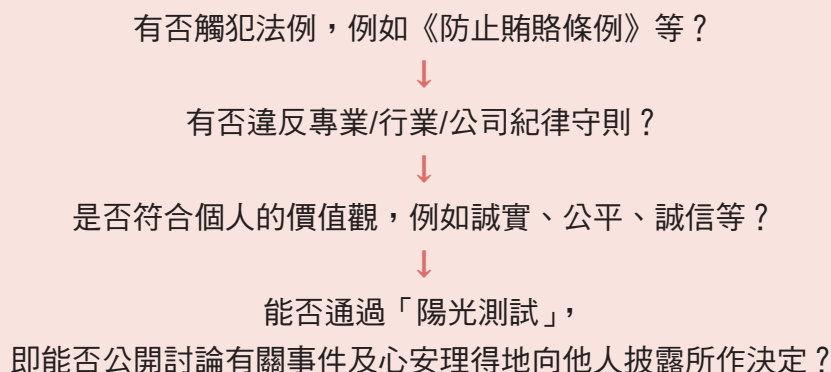 有否觸犯法例，例如《防止賄賂條例》等？
↓
有否違反專業/行業/公司紀律守則？
↓
是否符合個人的價值觀，例如誠實、公平、誠信等？
↓
能否通過「陽光測試」，
即能否公開討論有關事件及心安理得地向他人披露所作決定？